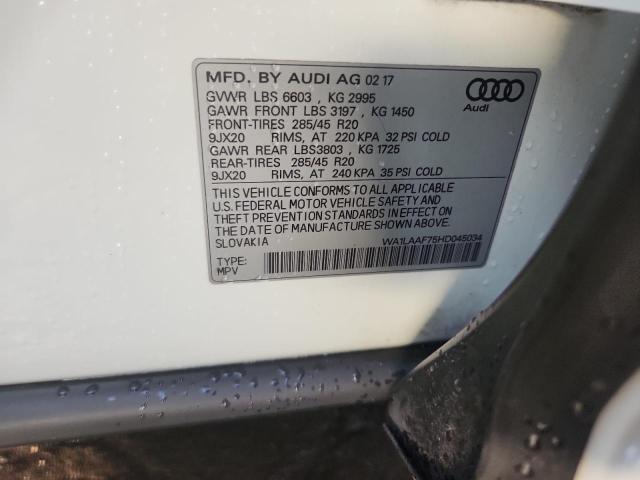 MFD. BY AUDI AG 02 17
GVWR LBS 6603 , KG 2995
GAWR FRONT LBS 3197 , KG 1450
FRONT-TIRES 285/45 R20
9JX20 RIMS, AT 220 KPA 32 PSI COLD
GAWR REAR LBS3803 , KG 1725
REAR-TIRES 285/45 R20
9JX20 RIMS, AT 240 KPA 35 PSI COLD
Audi
THIS VEHICLE CONFORMS TO ALL APPLICABLE
U.S. FEDERAL MOTOR VEHICLE SAFETY AND
THEFT PREVENTION STANDARDS IN EFFECT ON
THE DATE OF MANUFACTURE SHOWN ABOVE.
SLOVAKIA WA1LAAF75HD045034
TYPE:
MPV